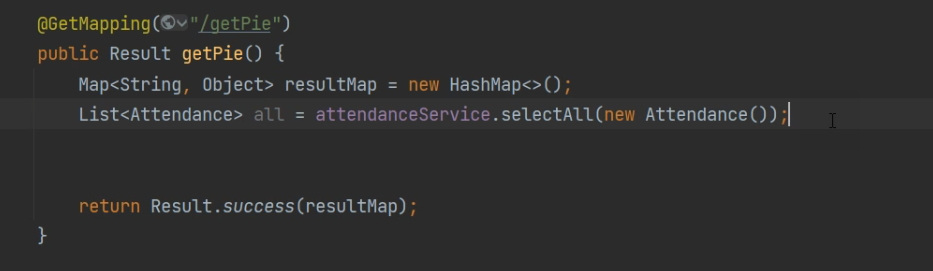 @GetMapping("/getPie")
public Result getPie() {
Map<String, Object> resultMap = new HashMap<>();
List<Attendance> all = attendanceService.selectAll(new Attendance());
return Result.success(resultMap);
}